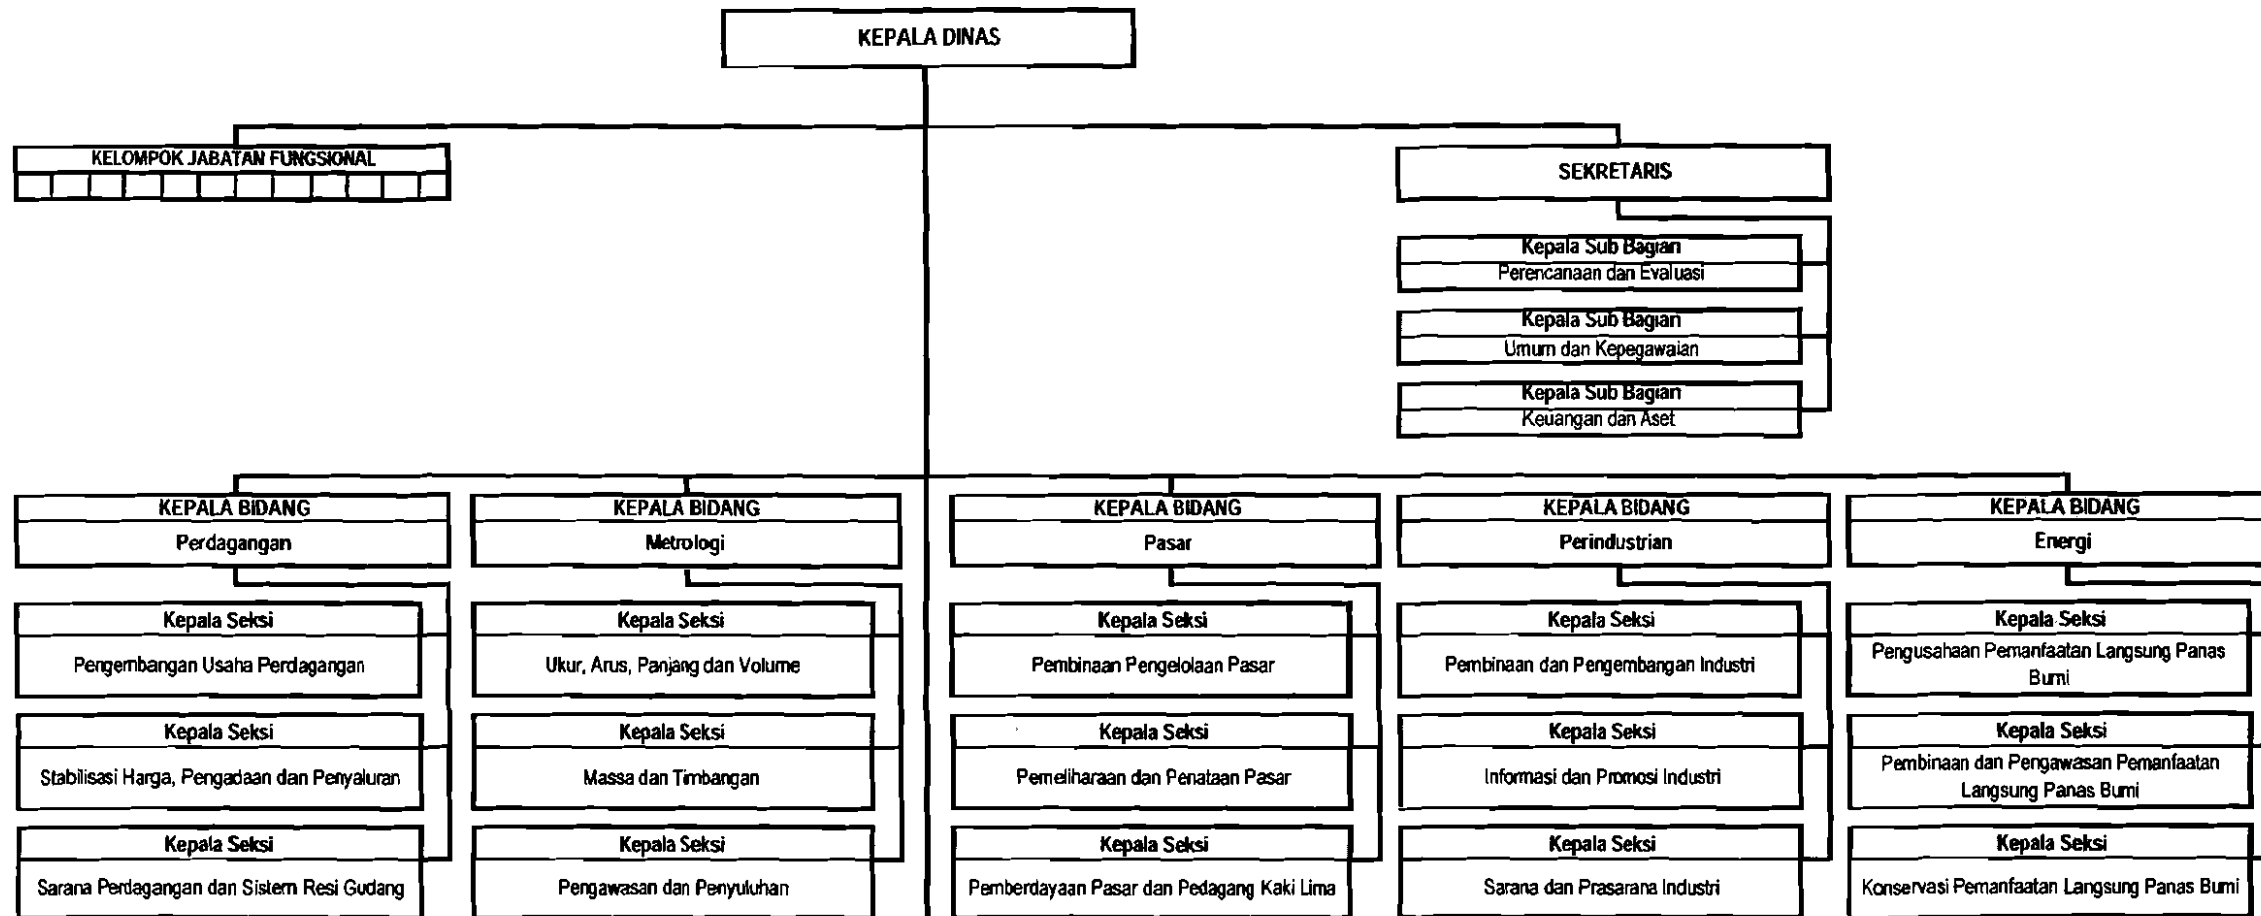 KEPALA DINAS
KELOMPOK JABATAN FUNGSIONAL
SEKRETARIS
Kepala Sub Bagian
Perencanaan dan Evaluasi
Kepala Sub Bagian
Umum dan Kepegawaian
Kepala Sub Bagian
Keuangan dan Aset
KEPALA BIDANG
Perdagangan
Kepala Seksi
Pengembangan Usaha Perdagangan
Kepala Seksi
Stabilisasi Harga, Pengadaan dan Penyaluran
Kepala Seksi
Sarana Perdagangan dan Sistem Resi Gudang
KEPALA BIDANG
Metrologi
Kepala Seksi
Ukur, Arus, Panjang dan Volume
Kepala Seksi
Massa dan Timbangan
Kepala Seksi
Pengawasan dan Penyuluhan
KEPALA BIDANG
Pasar
Kepala Seksi
Pembinaan Pengelolaan Pasar
Kepala Seksi
Pemeliharaan dan Penataan Pasar
Kepala Seksi
Pemberdayaan Pasar dan Pedagang Kaki Lima
KEPALA BIDANG
Perindustrian
Kepala Seksi
Pembinaan dan Pengembangan Industri
Kepala Seksi
Informasi dan Promosi Industri
Kepala Seksi
Sarana dan Prasarana Industri
KEPALA BIDANG
Energi
Kepala Seksi
Pengusahaan Pemanfaatan Langsung Panas
Bumi
Kepala Seksi
Pembinaan dan Pengawasan Pemanfaatan
Langsung Panas Bumi
Kepala Seksi
Konservasi Pemanfaatan Langsung Panas Bumi